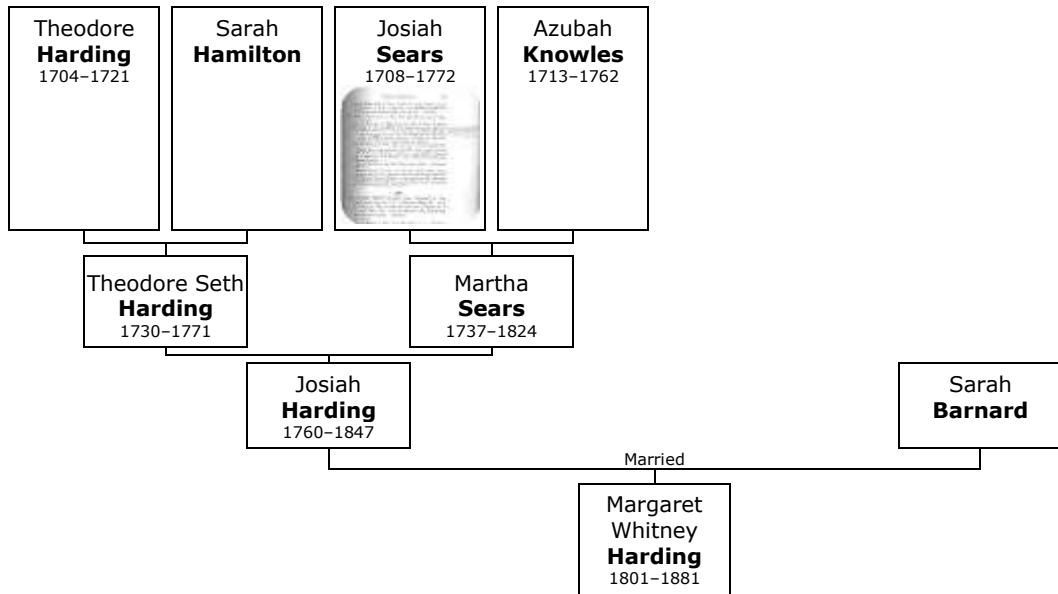 Theodore
Harding
1704–1721
Sarah
Hamilton
Josiah
Sears
1708–1772
Azubah
Knowles
1713–1762
Theodore Seth
Harding
1730–1771
Martha
Sears
1737–1824
Josiah
Harding
1760–1847
Sarah
Barnard
Married
Margaret
Whitney
Harding
1801–1881